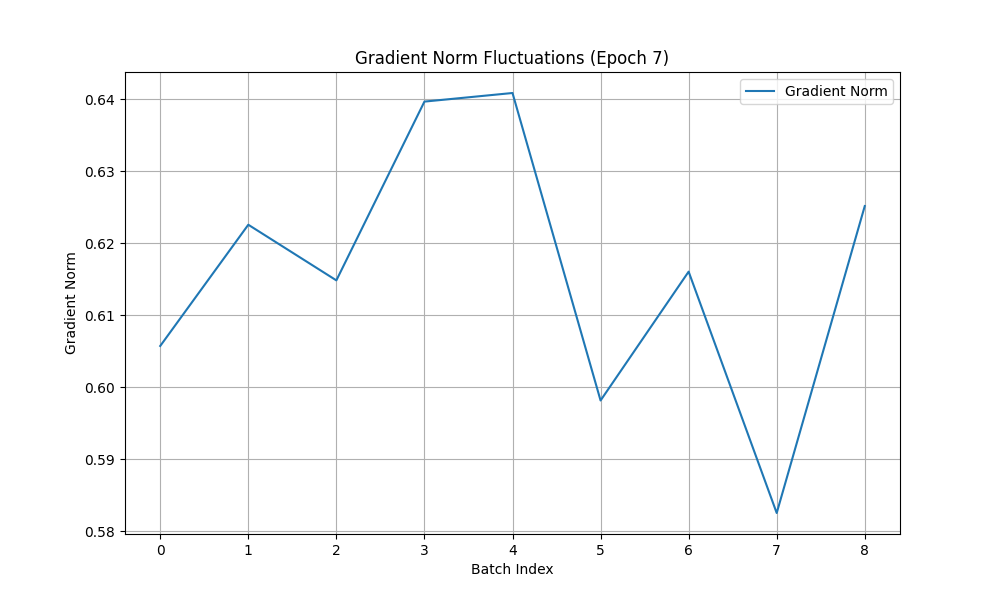 Gradient Norm Fluctuations (Epoch 7)
Gradient Norm
0.64
0.63
0.62
0.61
0.60
0.59
0.58
Gradient Norm
0 1 2 3 4 5 6 7 8
Batch Index